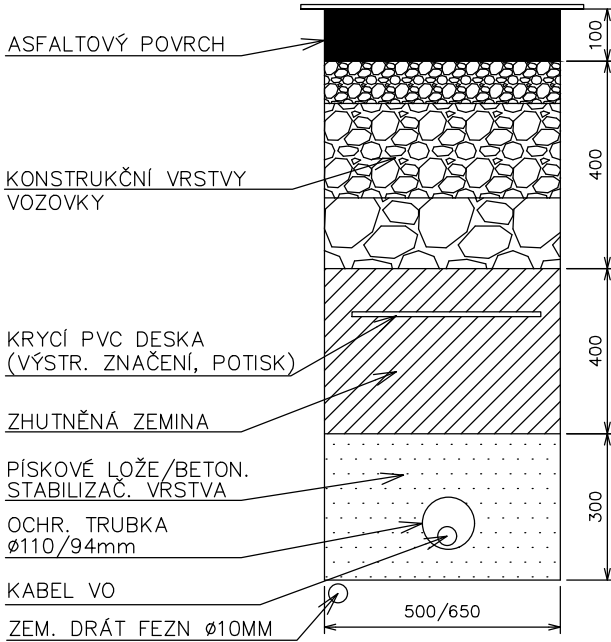 ASFALTOVÝ POVRCH
100
400
KONSTRUKČNÍ VRSTVY
VOZOVKY
KRYCÍ PVC DESKA
(VÝSTR. ZNAČENÍ, POTISK)
400
ZHUTNĚNÁ ZEMINA
PÍSKOVÉ LOŽE/BETON.
STABILIZAČ. VRSTVA
300
OCHR. TRUBKA
ø110/94mm
KABEL VO
ZEM. DRÁT FEZN ø10MM
500/650